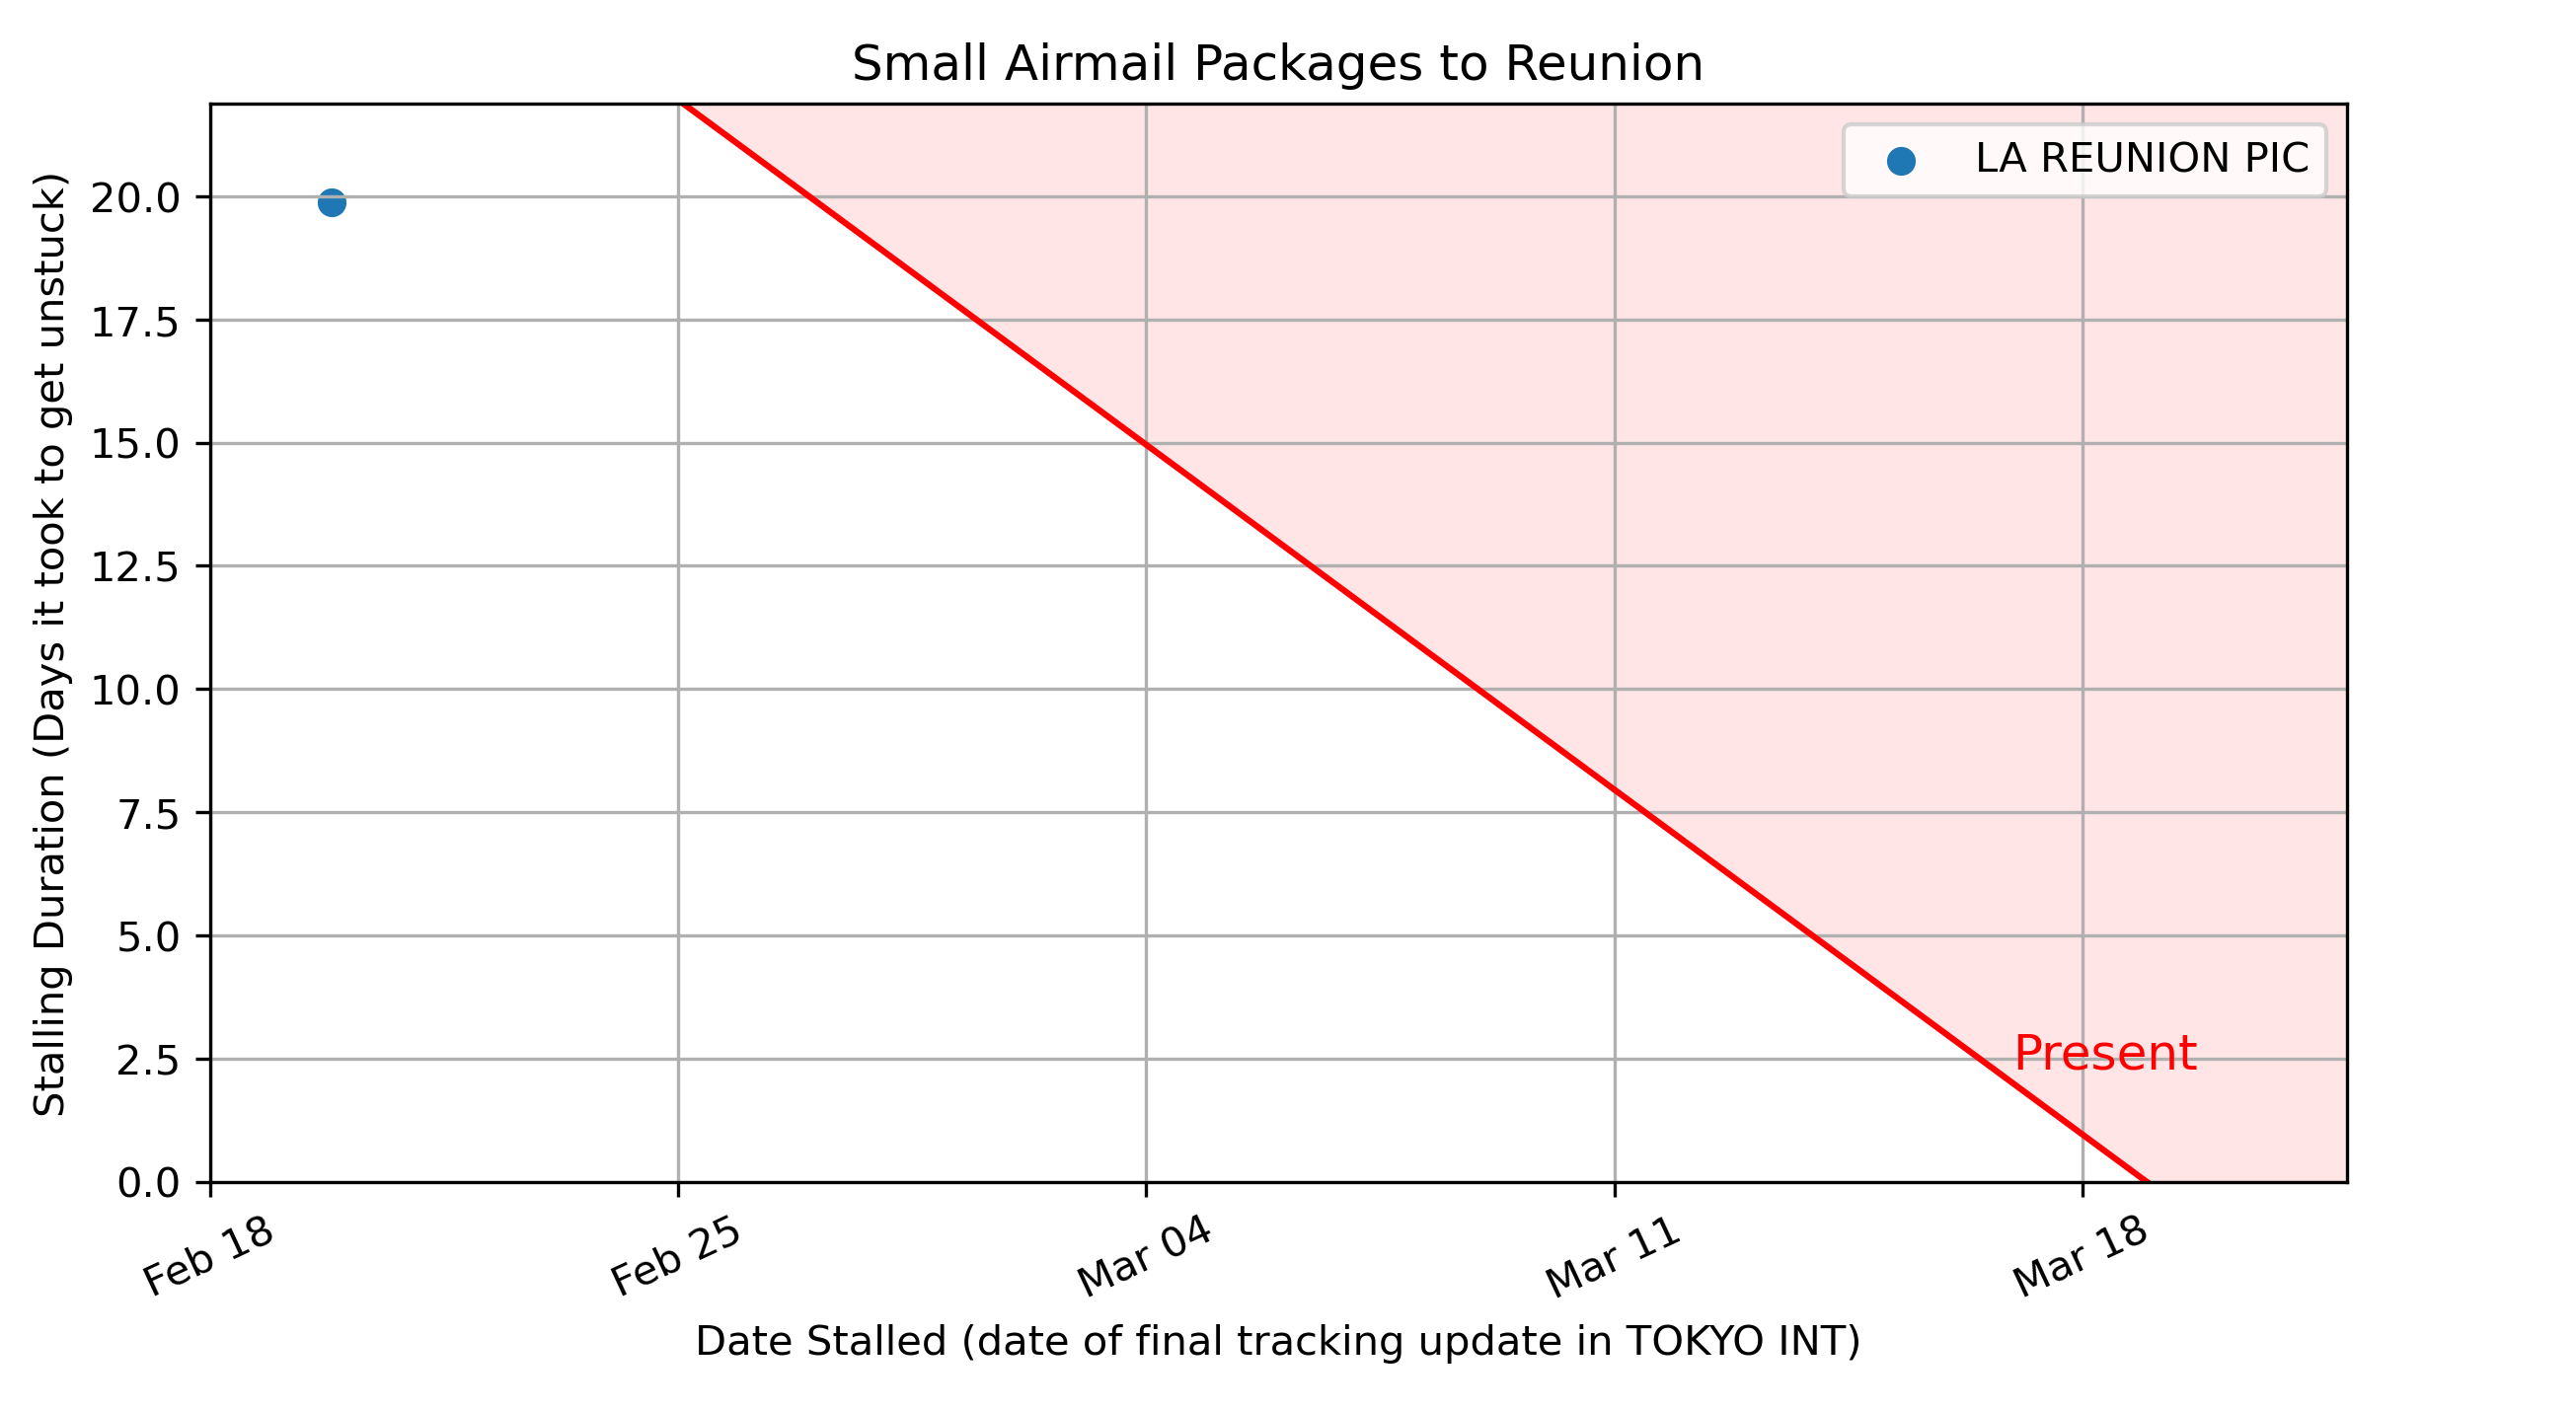 Small Airmail Packages to Reunion
LA REUNION PIC
Stalling Duration (Days it took to get unstuck)
20.0
17.5
15.0
12.5
10.0
7.5
5.0
2.5
0.0
Present
Feb 18
Feb 25
Mar 04
Mar 11
Mar 18
Date Stalled (date of final tracking update in TOKYO INT)